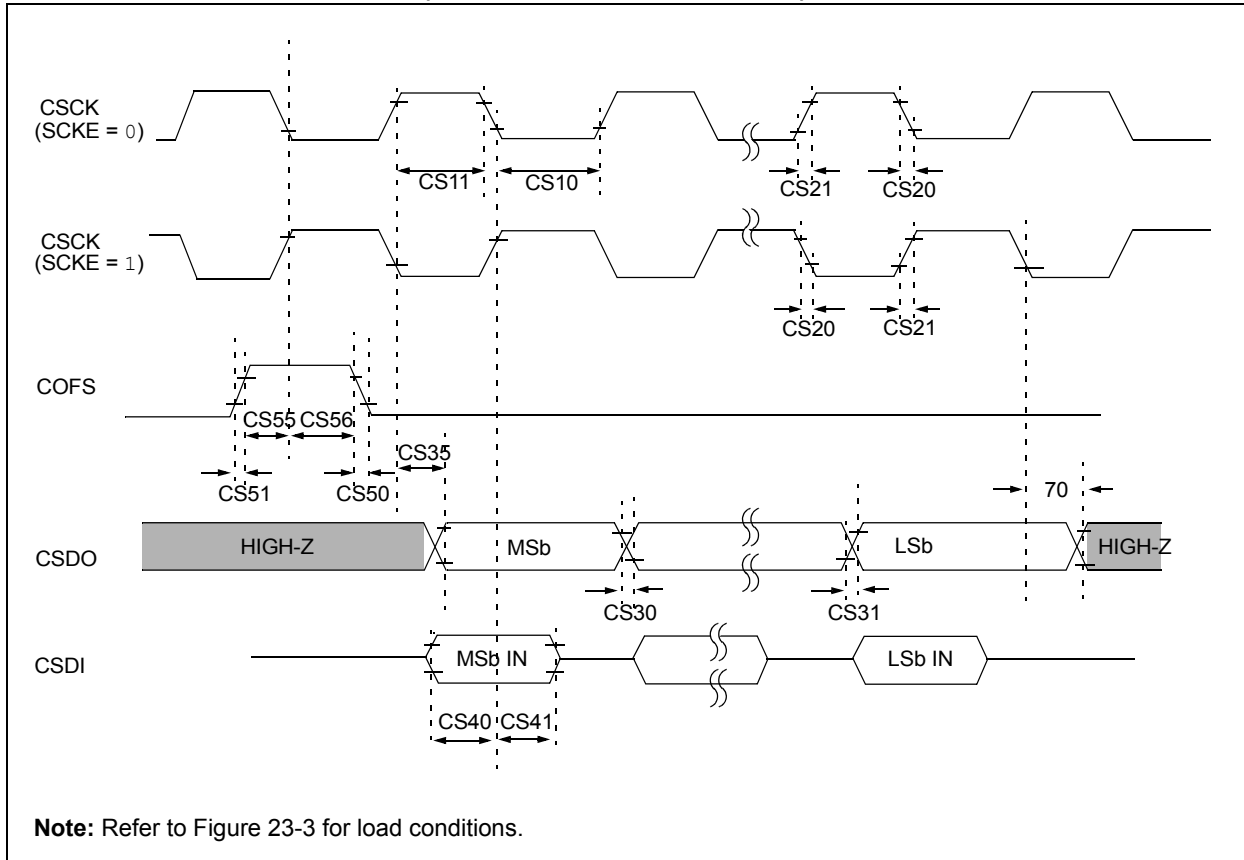 CSCK
(SCKE = 0)
CS11
CS10
CS21
CS20
CSCK
(SCKE = 1)
CS20
CS21
COFS
CS55
CS56
CS35
CS51
CS50
70
CSDO
HIGH-Z
MSb
LSb
HIGH-Z
CS30
CS31
CSDI
MSb IN
LSb IN
CS40
CS41
Note: Refer to Figure 23-3 for load conditions.